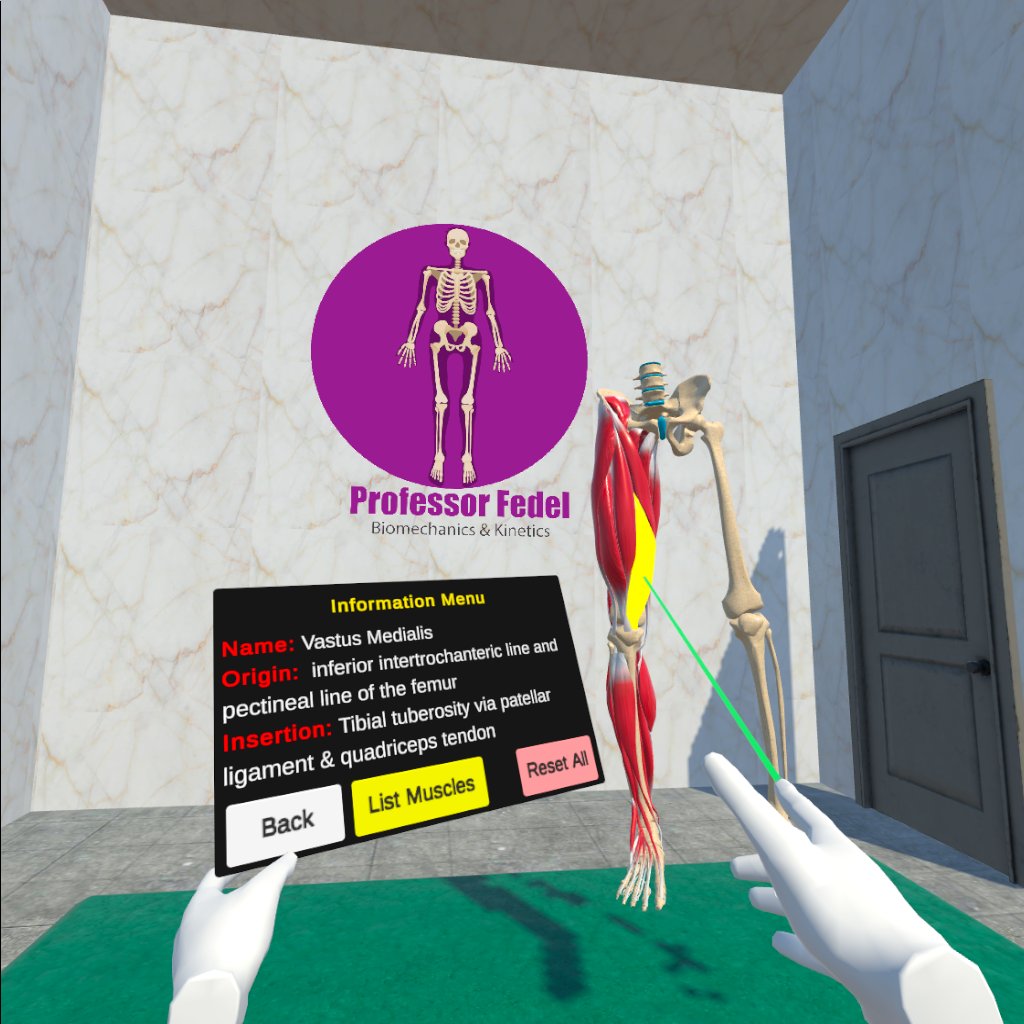 Professor Fedel
Biomechanics & Kinetics
Information Menu
Name: Vastus Medialis
Origin: inferior intertrochanteric line and
pectineal line of the femur
Insertion: Tibial tuberosity via patellar
ligament & quadriceps tendon
Back
List Muscles
Reset All